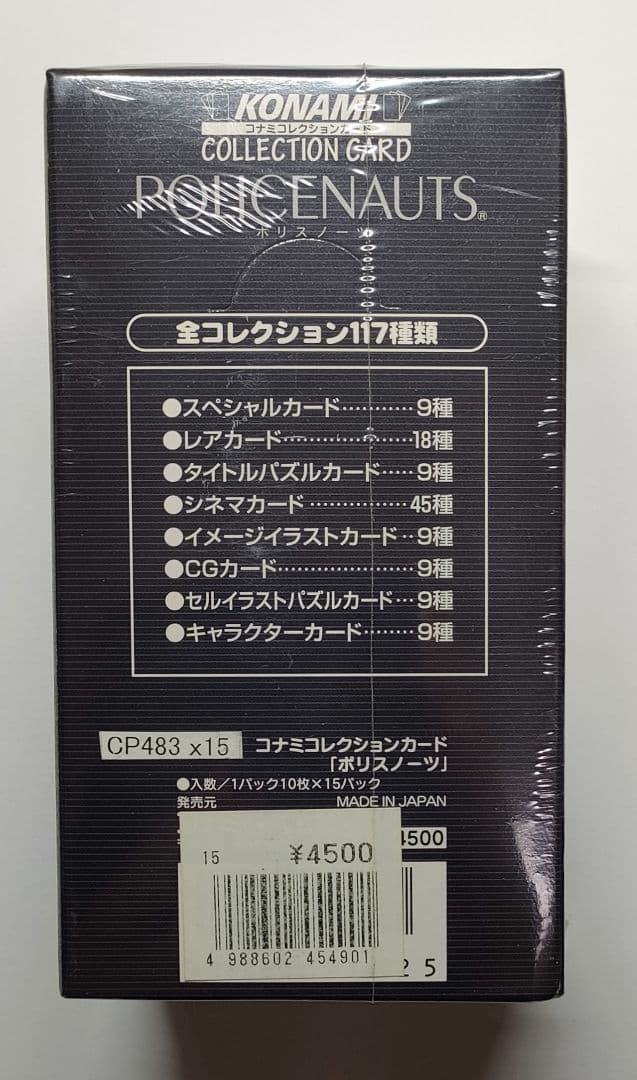 KONAMI
コナミコレクションカード
COLLECTION CARD
POLICENAUTS®
ポリスノーツ
全コレクション117種類
●スペシャルカード………… 9種
●レアカード………………… 18種
●タイトルパズルカード…… 9種
●シネマカード……………… 45種
●イメージイラストカード‥ 9種
●CGカード…………………… 9種
●セルイラストパズルカード… 9種
●キャラクターカード……… 9種
CP483 x15
コナミコレクションカード
「ポリスノーツ」
●入数/1パック10枚×15パック
発売元
MADE IN JAPAN
4500
15 ¥4500
4 988602 454901
2 5